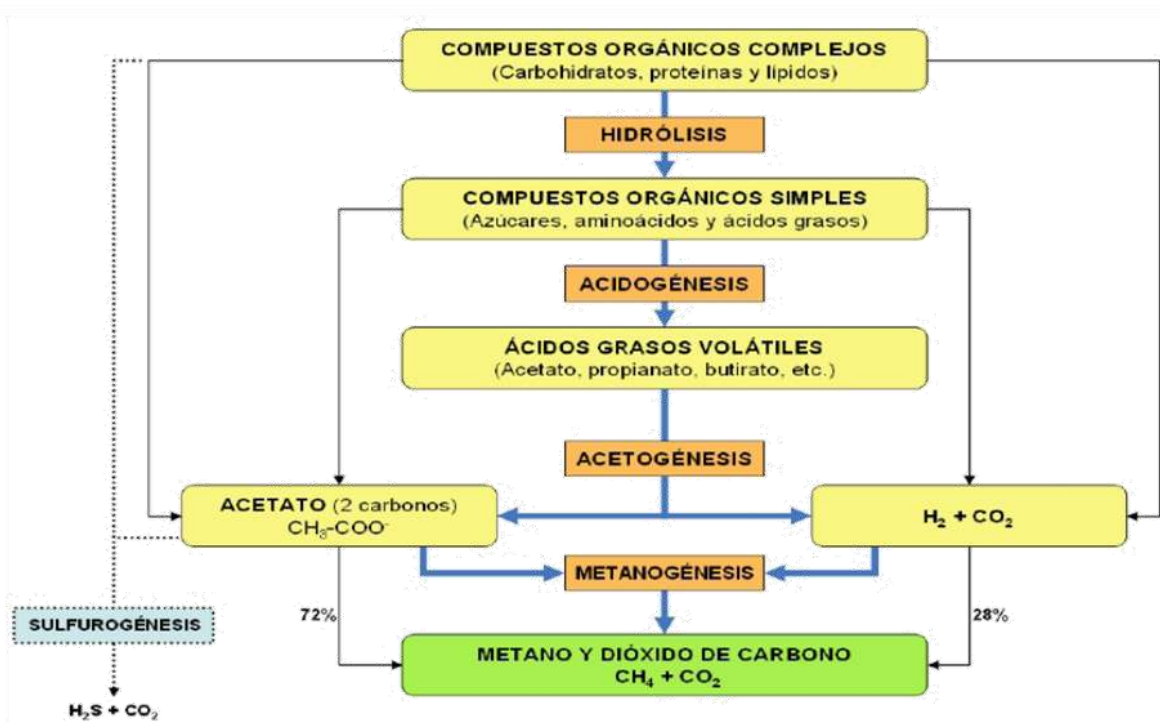 COMPUESTOS ORGÁNICOS COMPLEJOS
(Carbohidratos, proteínas y lípidos)
HIDRÓLISIS
COMPUESTOS ORGÁNICOS SIMPLES
(Azúcares, aminoácidos y ácidos grasos)
ACIDOGÉNESIS
ÁCIDOS GRASOS VOLÁTILES
(Acetato, propianato, butirato, etc.)
ACETOGÉNESIS
ACETATO (2 carbonos)
CH₃-COO⁻
H₂ + CO₂
METANOGÉNESIS
SULFUROGÉNESIS
72%
28%
METANO Y DIÓXIDO DE CARBONO
CH₄ + CO₂
H₂S + CO₂